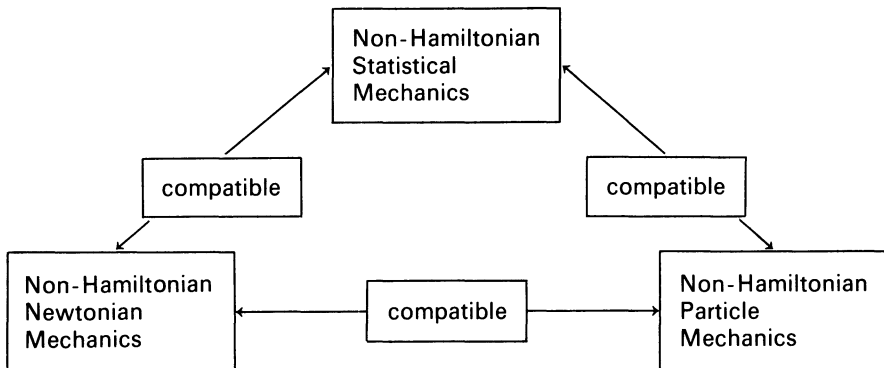 Non-Hamiltonian
Statistical
Mechanics
compatible
compatible
Non-Hamiltonian
Newtonian
Mechanics
compatible
Non-Hamiltonian
Particle
Mechanics